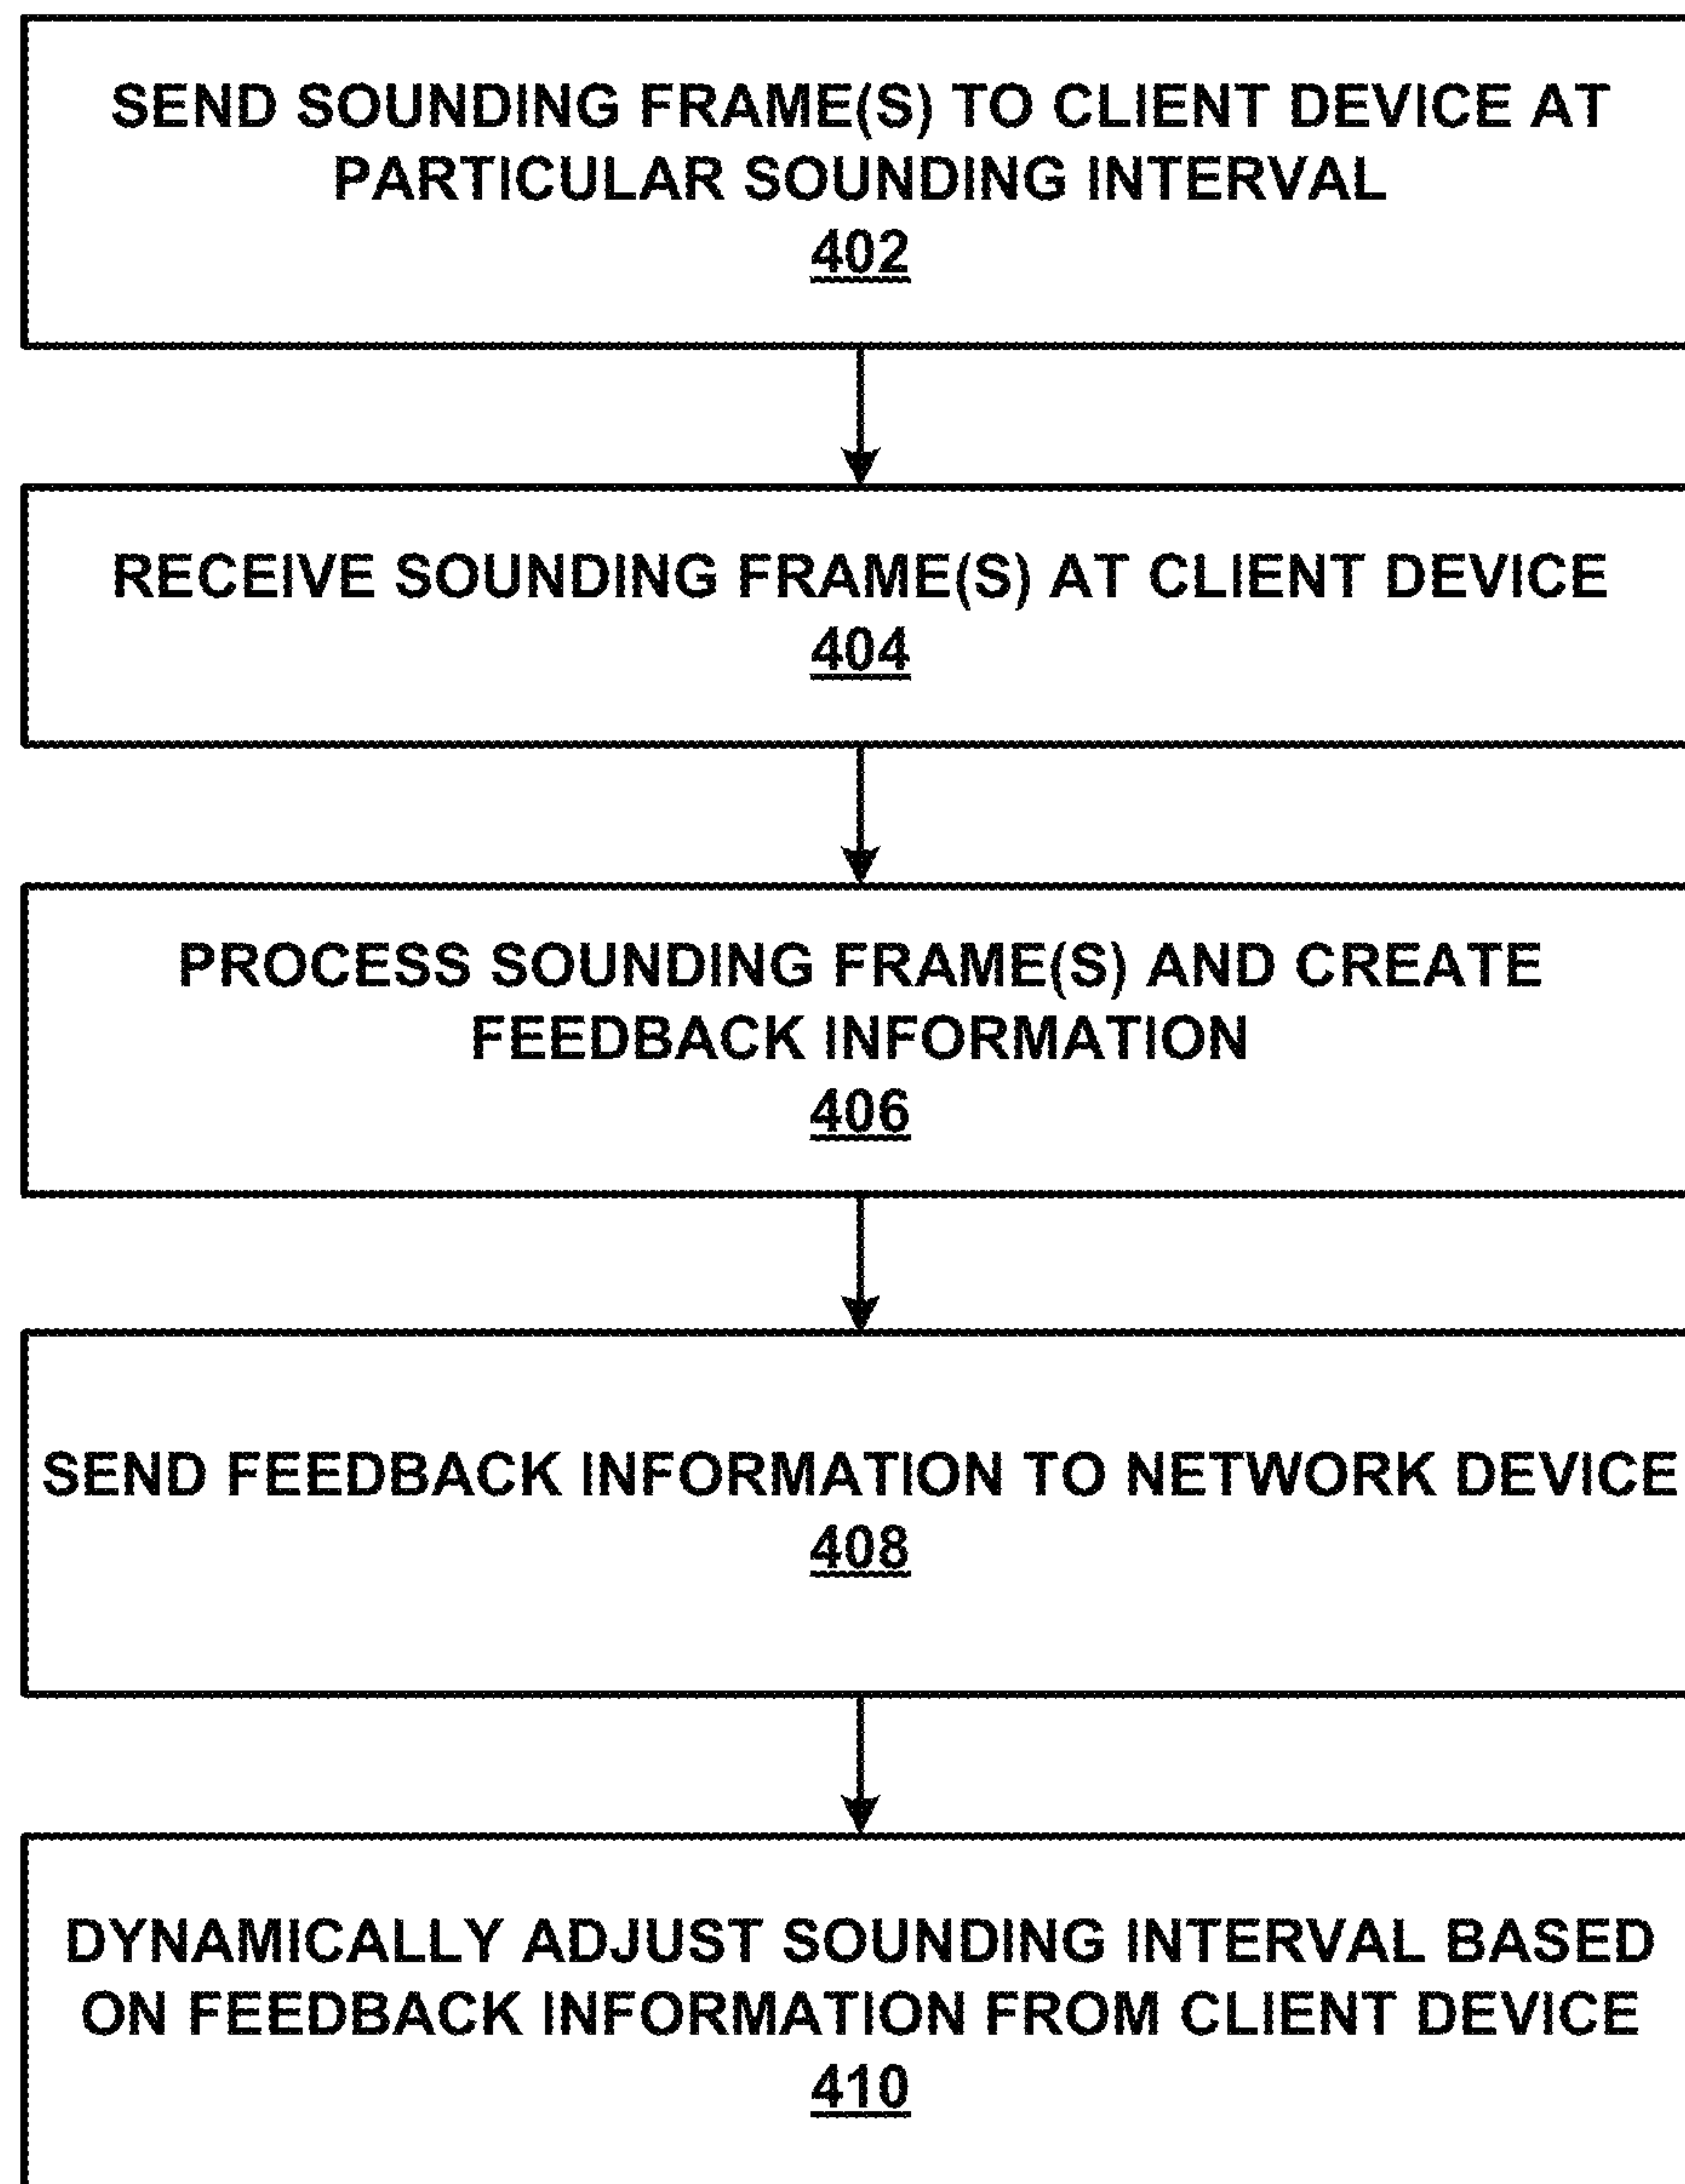 SEND SOUNDING FRAME(S) TO CLIENT DEVICE AT
PARTICULAR SOUNDING INTERVAL
402
RECEIVE SOUNDING FRAME(S) AT CLIENT DEVICE
404
PROCESS SOUNDING FRAME(S) AND CREATE
FEEDBACK INFORMATION
406
SEND FEEDBACK INFORMATION TO NETWORK DEVICE
408
DYNAMICALLY ADJUST SOUNDING INTERVAL BASED
ON FEEDBACK INFORMATION FROM CLIENT DEVICE
410